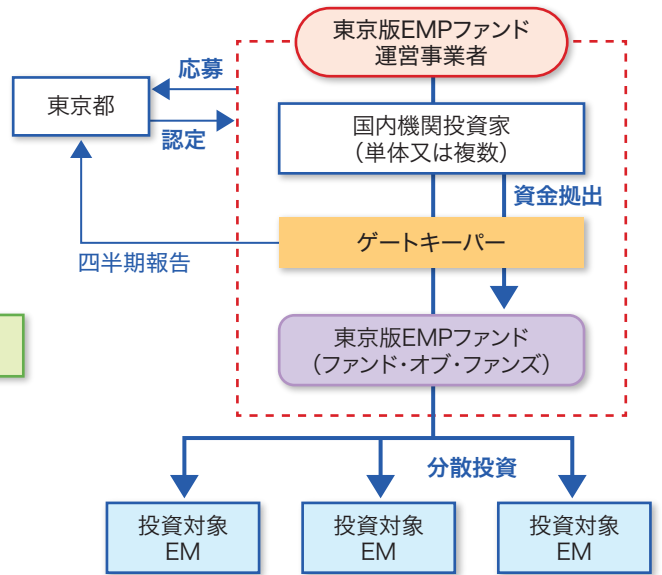 東京版EMPファンド
運営事業者
応募
東京都
認定
国内機関投資家
（単体又は複数）
資金拠出
ゲートキーパー
四半期報告
東京版EMPファンド
（ファンド・オブ・ファンズ）
分散投資
投資対象
EM
投資対象
EM
投資対象
EM